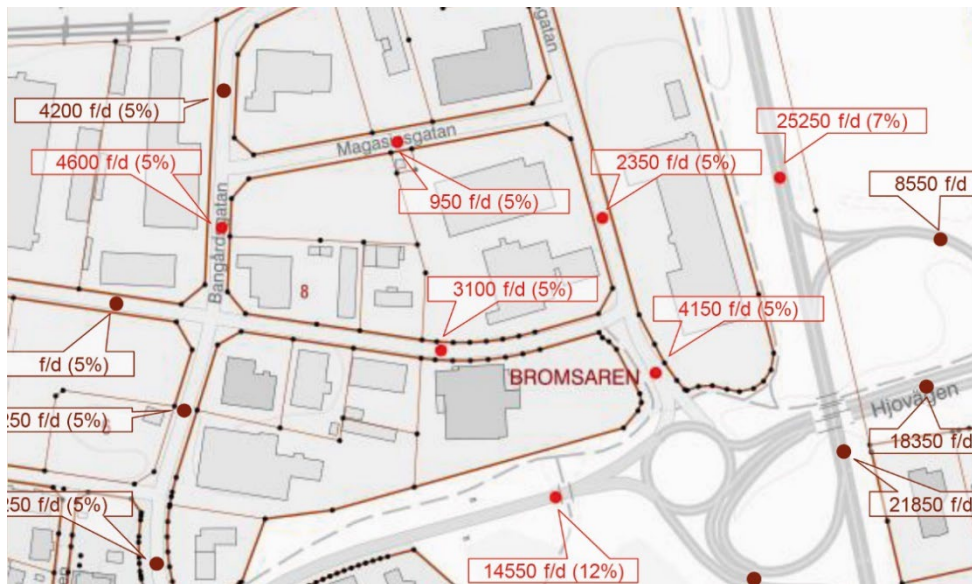 gatan
4200 f/d (5%)
Magasinsgatan
25250 f/d (7%)
4600 f/d (5%)
2350 f/d (5%)
950 f/d (5%)
8550 f/d
Bangårdsgatan
8
3100 f/d (5%)
4150 f/d (5%)
f/d (5%)
BROMSAREN
Hjovägen
250 f/d (5%)
18350 f/d
250 f/d (5%)
21850 f/d
14550 f/d (12%)